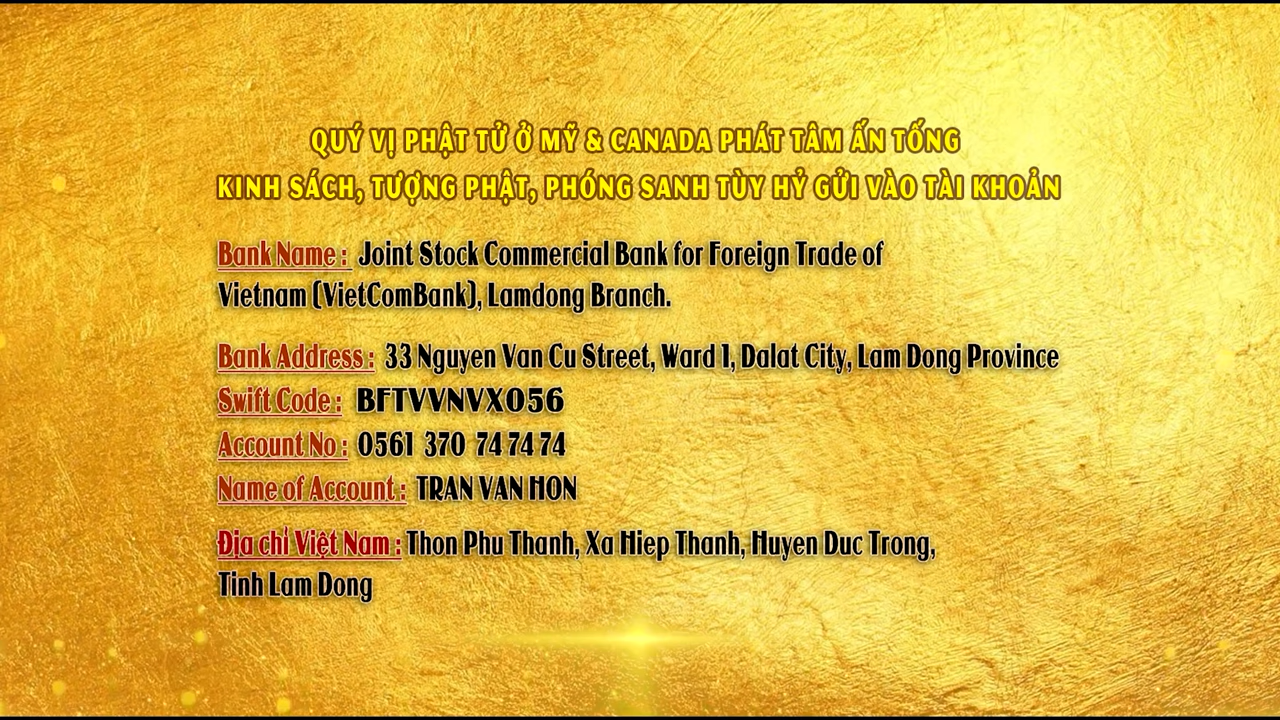 QUÝ VỊ PHẬT TỬ Ở MỸ & CANADA PHÁT TÂM ẤN TỐNG
KINH SÁCH, TƯỢNG PHẬT, PHÓNG SANH TÙY HỶ GỬI VÀO TÀI KHOẢN
Bank Name : Joint Stock Commercial Bank for Foreign Trade of
Vietnam (VietComBank), Lamdong Branch.
Bank Address : 33 Nguyen Van Cu Street, Ward 1, Dalat City, Lam Dong Province
Swift Code : BFTVVNVX056
Account No : 0561 370 74 74 74
Name of Account : TRAN VAN HON
Địa chỉ Việt Nam : Thon Phu Thanh, Xa Hiep Thanh, Huyen Duc Trong,
Tinh Lam Dong